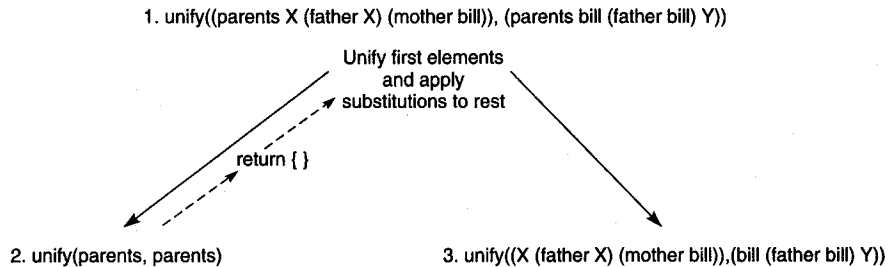 1. unify((parents X (father X) (mother bill)), (parents bill (father bill) Y))
Unify first elements
and apply
substitutions to rest
return { }
2. unify(parents, parents)
3. unify((X (father X) (mother bill)),(bill (father bill) Y))